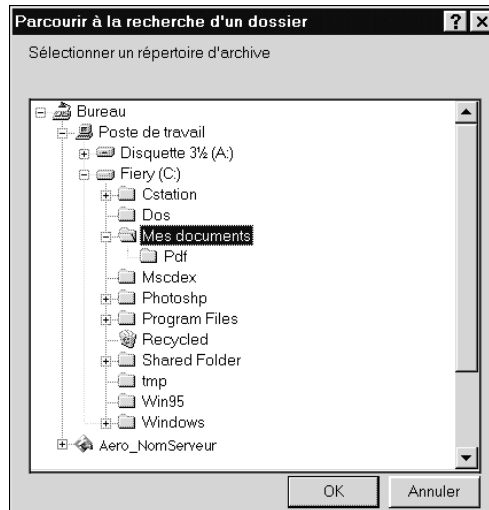 Parcourir à la recherche d'un dossier
Sélectionner un répertoire d'archive
Bureau
Poste de travail
Disquette 3½ (A:)
Fiery (C:)
Cstation
Dos
Mes documents
Pdf
Mscdex
Photoshp
Program Files
Recycled
Shared Folder
tmp
Win95
Windows
Aero_NomServeur
OK Annuler